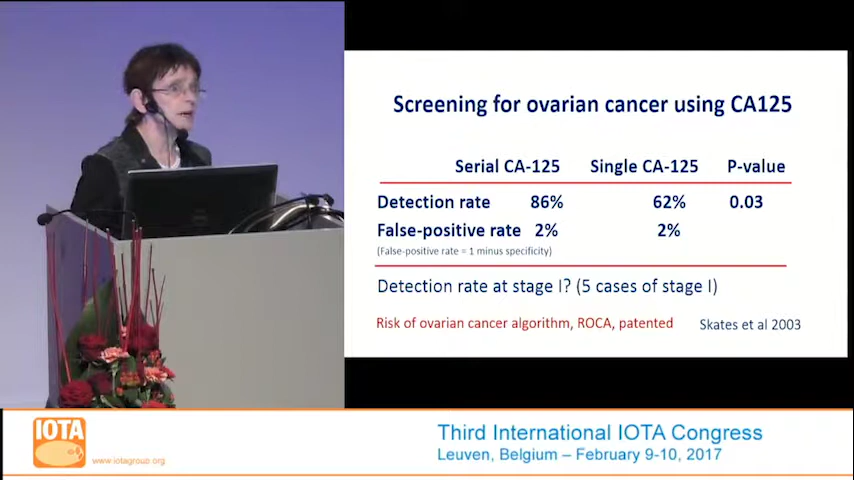 Screening for ovarian cancer using CA125
Serial CA-125 Single CA-125 P-value
Detection rate 86% 62% 0.03
False-positive rate 2% 2%
(False-positive rate = 1 minus specificity)
Detection rate at stage I? (5 cases of stage I)
Risk of ovarian cancer algorithm, ROCA, patented Skates et al 2003
IOTA
www.iotagroup.org
Third International IOTA Congress
Leuven, Belgium – February 9-10, 2017